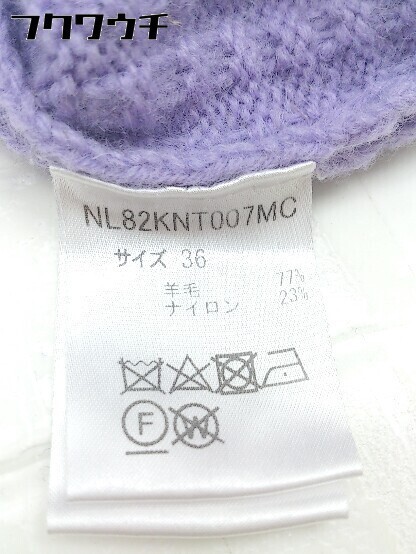 フクワウチ
NL82KNT007MC
サイズ 36
羊毛 77%
ナイロン 23%
F W